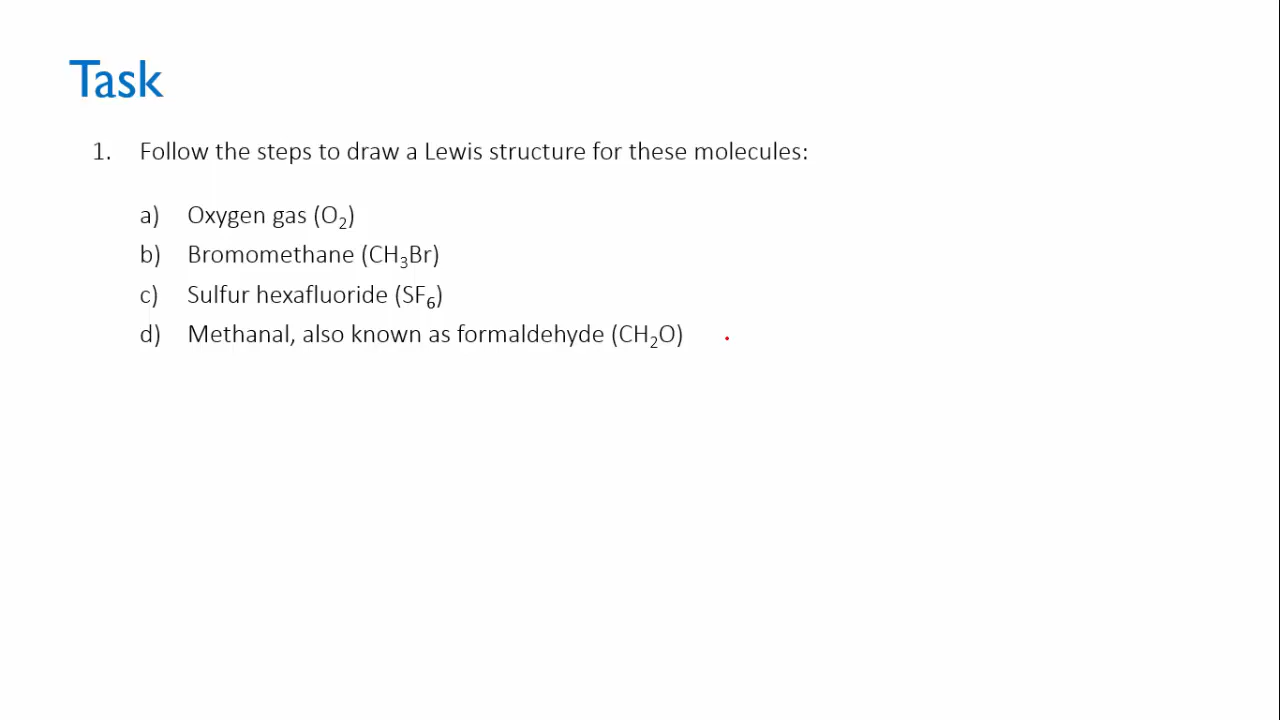 Task
1. Follow the steps to draw a Lewis structure for these molecules:
a) Oxygen gas (O₂)
b) Bromomethane (CH₃Br)
c) Sulfur hexafluoride (SF₆)
d) Methanal, also known as formaldehyde (CH₂O)